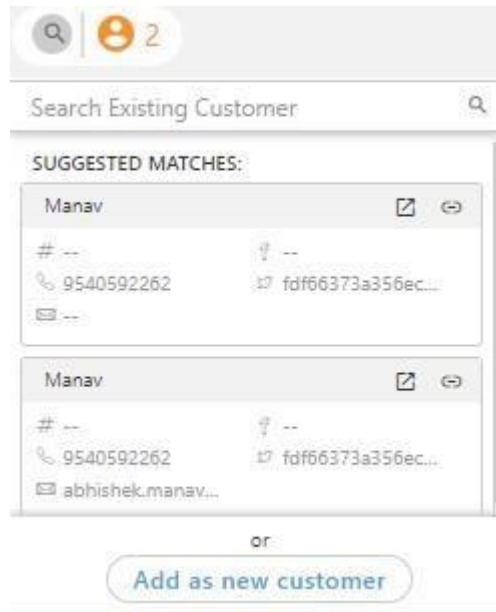 2
Search Existing Customer
SUGGESTED MATCHES:
Manav
# -- --
9540592262 fdf66373a356ec...
--
Manav
# -- --
9540592262 fdf66373a356ec...
abhishek.manav...
or
Add as new customer